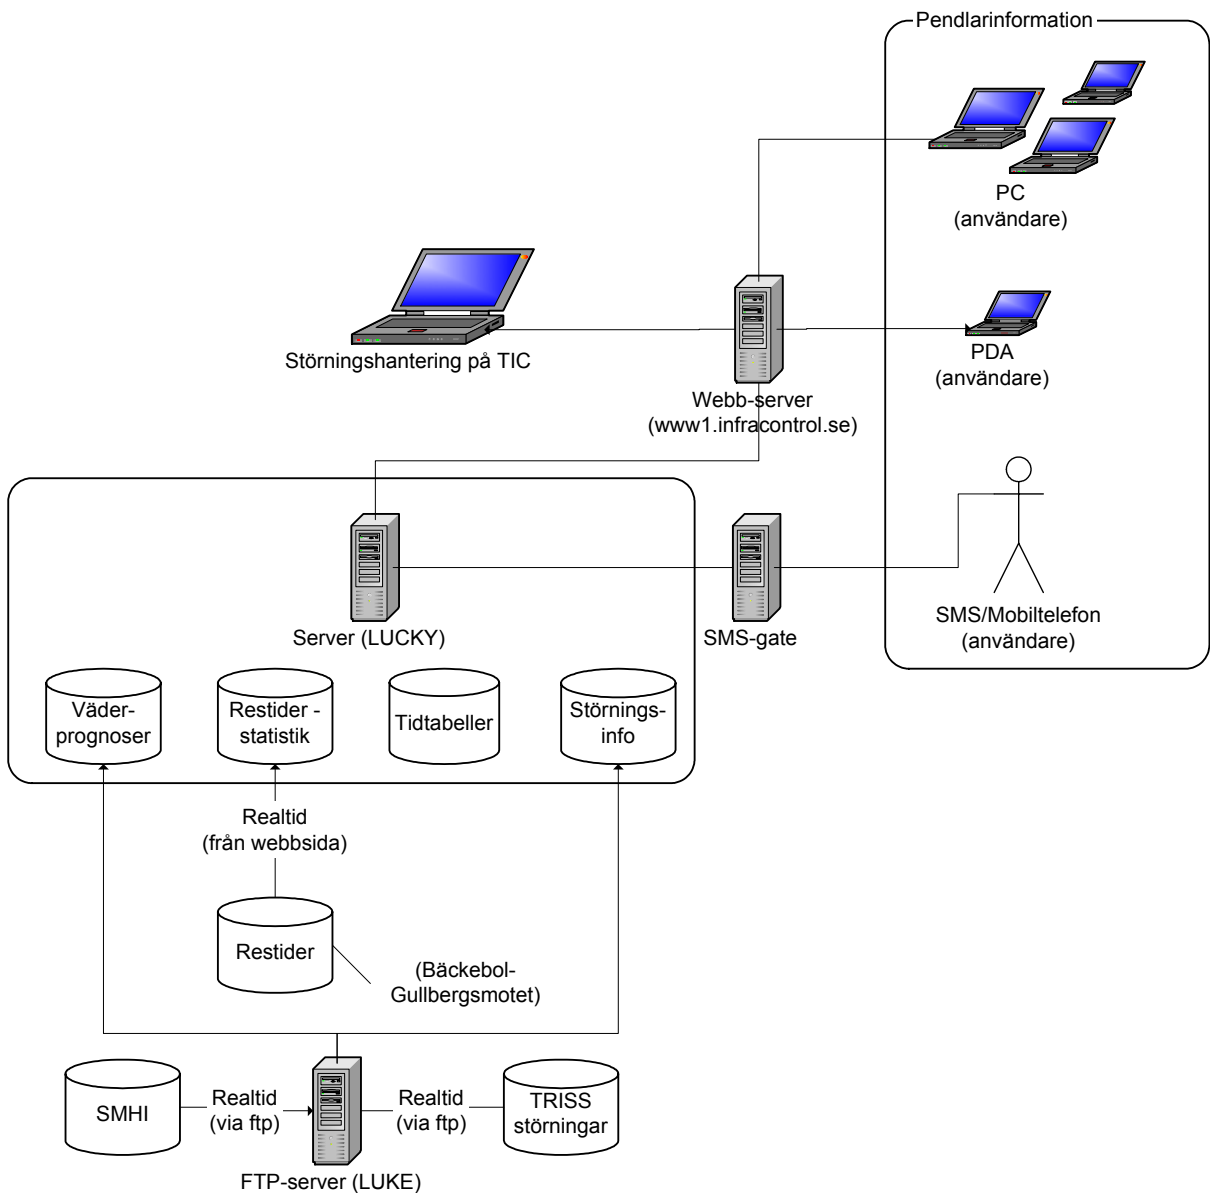 Pendlarinformation
PC
(användare)
Störningshantering på TIC
PDA
(användare)
Webb-server
(www1.infracontrol.se)
Server (LUCKY)
SMS-gate
SMS/Mobiltelefon
(användare)
Väder-
prognoser
Restider -
statistik
Tidtabeller
Störnings-
info
Realtid
(från webbsida)
Restider
(Bäckebol-
Gullbergsmotet)
SMHI
Realtid
(via ftp)
Realtid
(via ftp)
TRISS
störningar
FTP-server (LUKE)